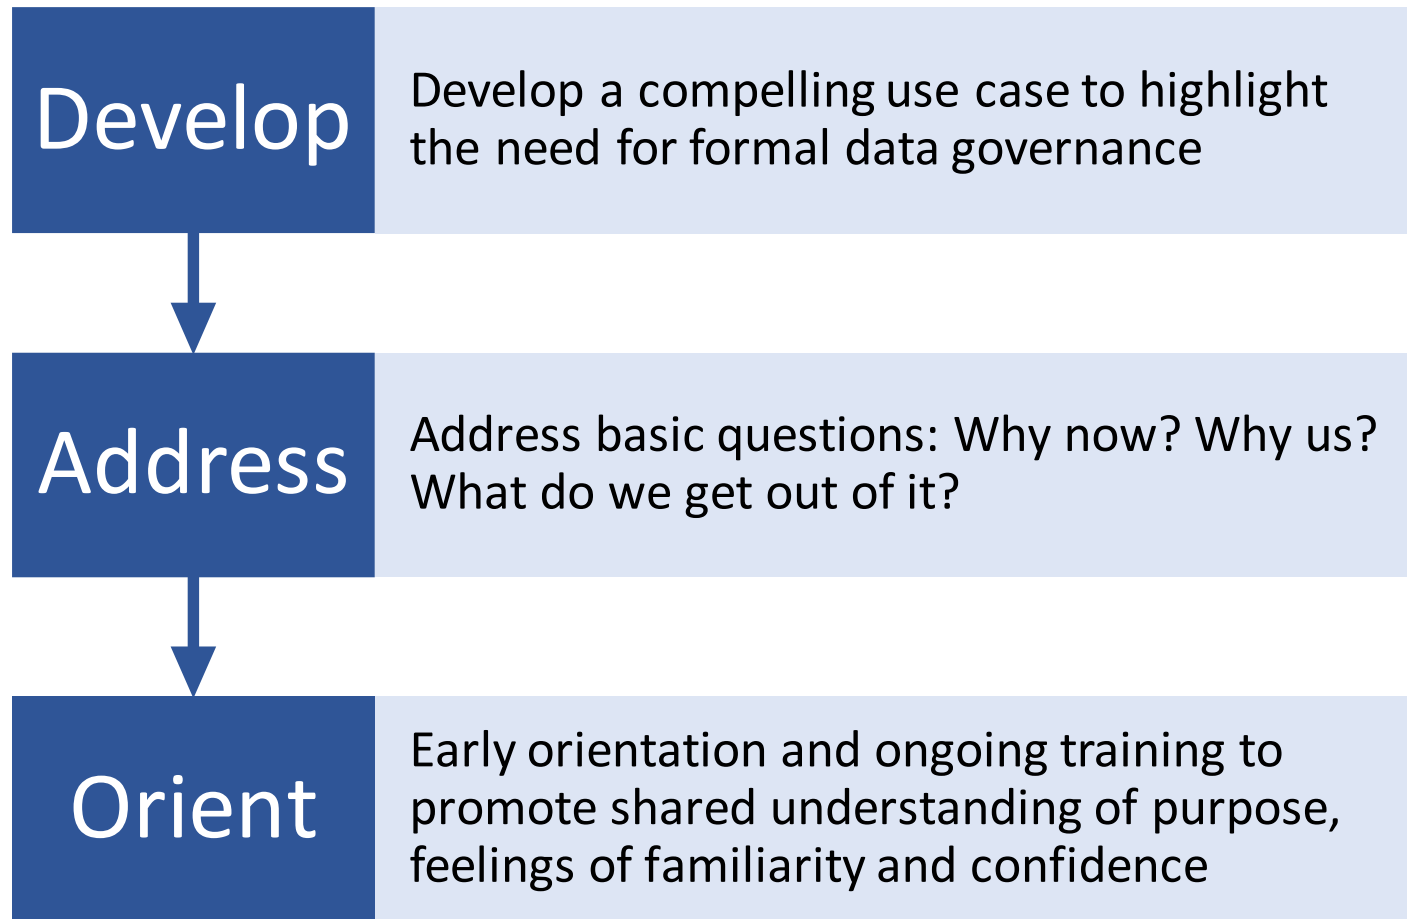 Develop
Develop a compelling use case to highlight
the need for formal data governance
Address
Address basic questions: Why now? Why us?
What do we get out of it?
Orient
Early orientation and ongoing training to
promote shared understanding of purpose,
feelings of familiarity and confidence